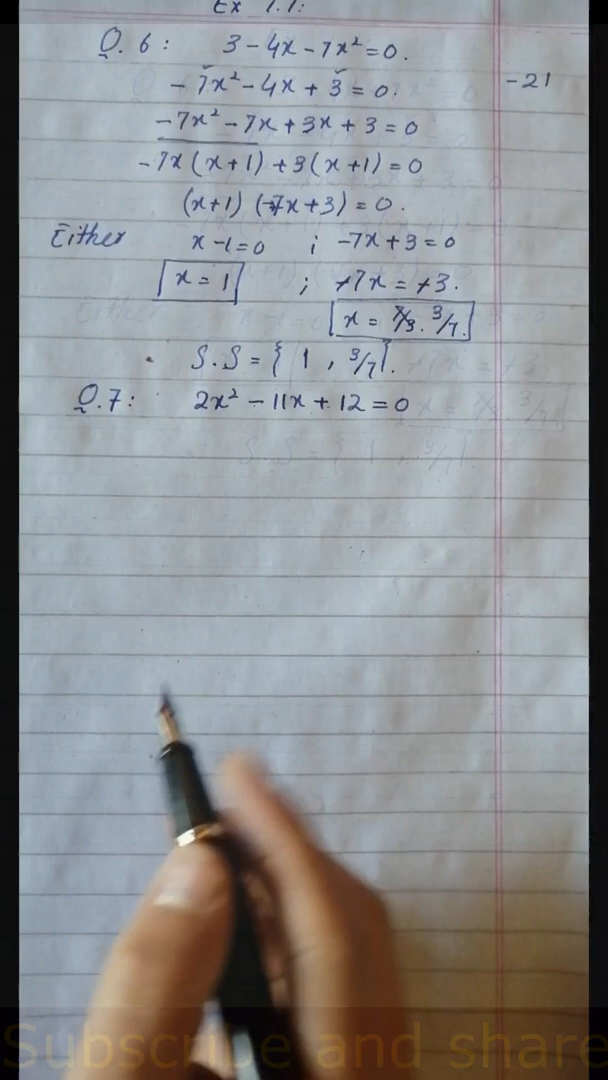 Ex 1.1:
Q. 6: 3 - 4x - 7x² = 0.
- 7x² - 4x + 3 = 0. -21
-7x² - 7x + 3x + 3 = 0
-7x(x+1) + 3(x+1) = 0
(x+1) (-7x+3) = 0.
Either x-1=0 ; -7x+3=0
x = 1 ; +7x = +3.
x = 3/7.
S.S = { 1 , 3/7 }.
Q.7: 2x² - 11x + 12 = 0
Subscribe and share